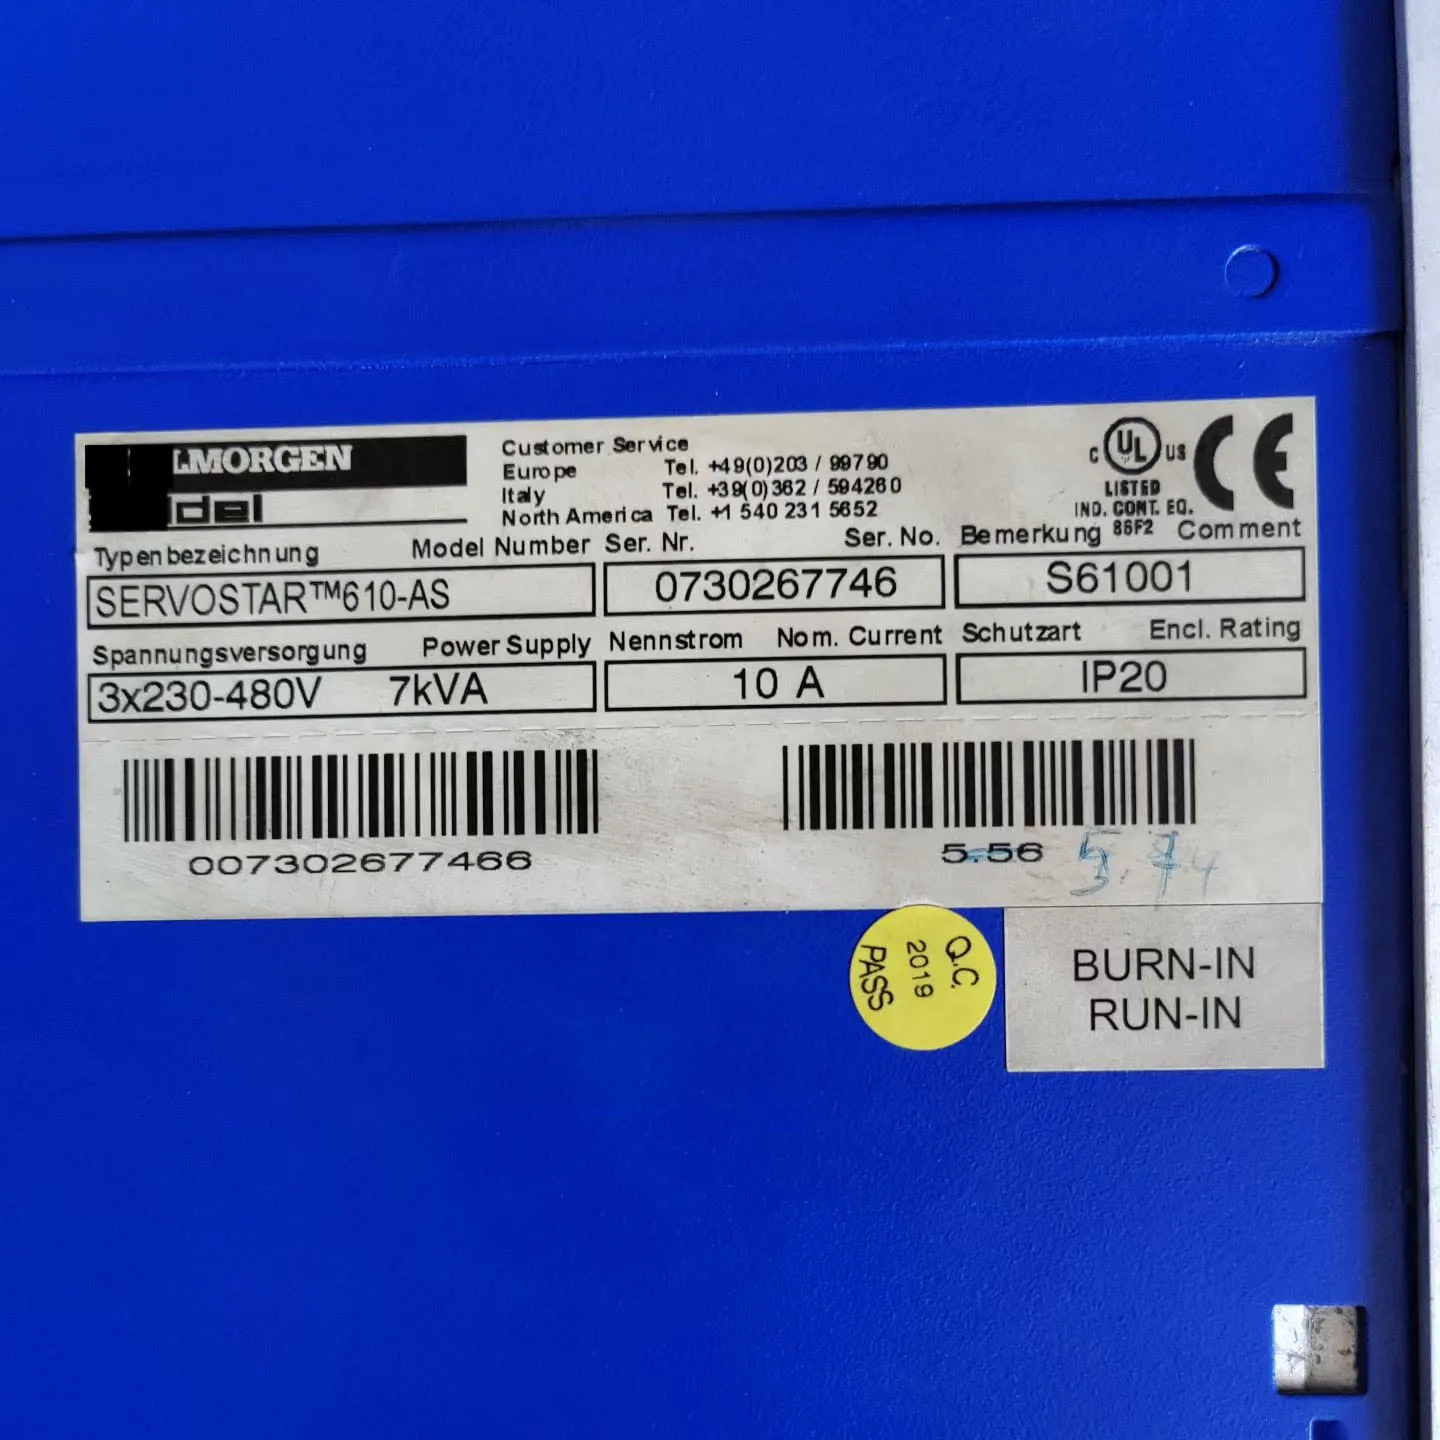 LMORGEN
del
Customer Service
Europe Tel. +49(0)203 / 99790
Italy Tel. +39(0)362 / 594260
North America Tel. +1 540 231 5652
C UL US
LISTED
IND. CONT. EQ.
86F2
CE
Typenbezeichnung Model Number Ser. Nr. Ser. No. Bemerkung Comment
SERVOSTAR™610-AS 0730267746 S61001
Spannungsversorgung Power Supply Nennstrom Nom. Current Schutzart Encl. Rating
3x230-480V 7kVA 10 A IP20
007302677466 5.56
Q.C.
2019
PASS
BURN-IN
RUN-IN